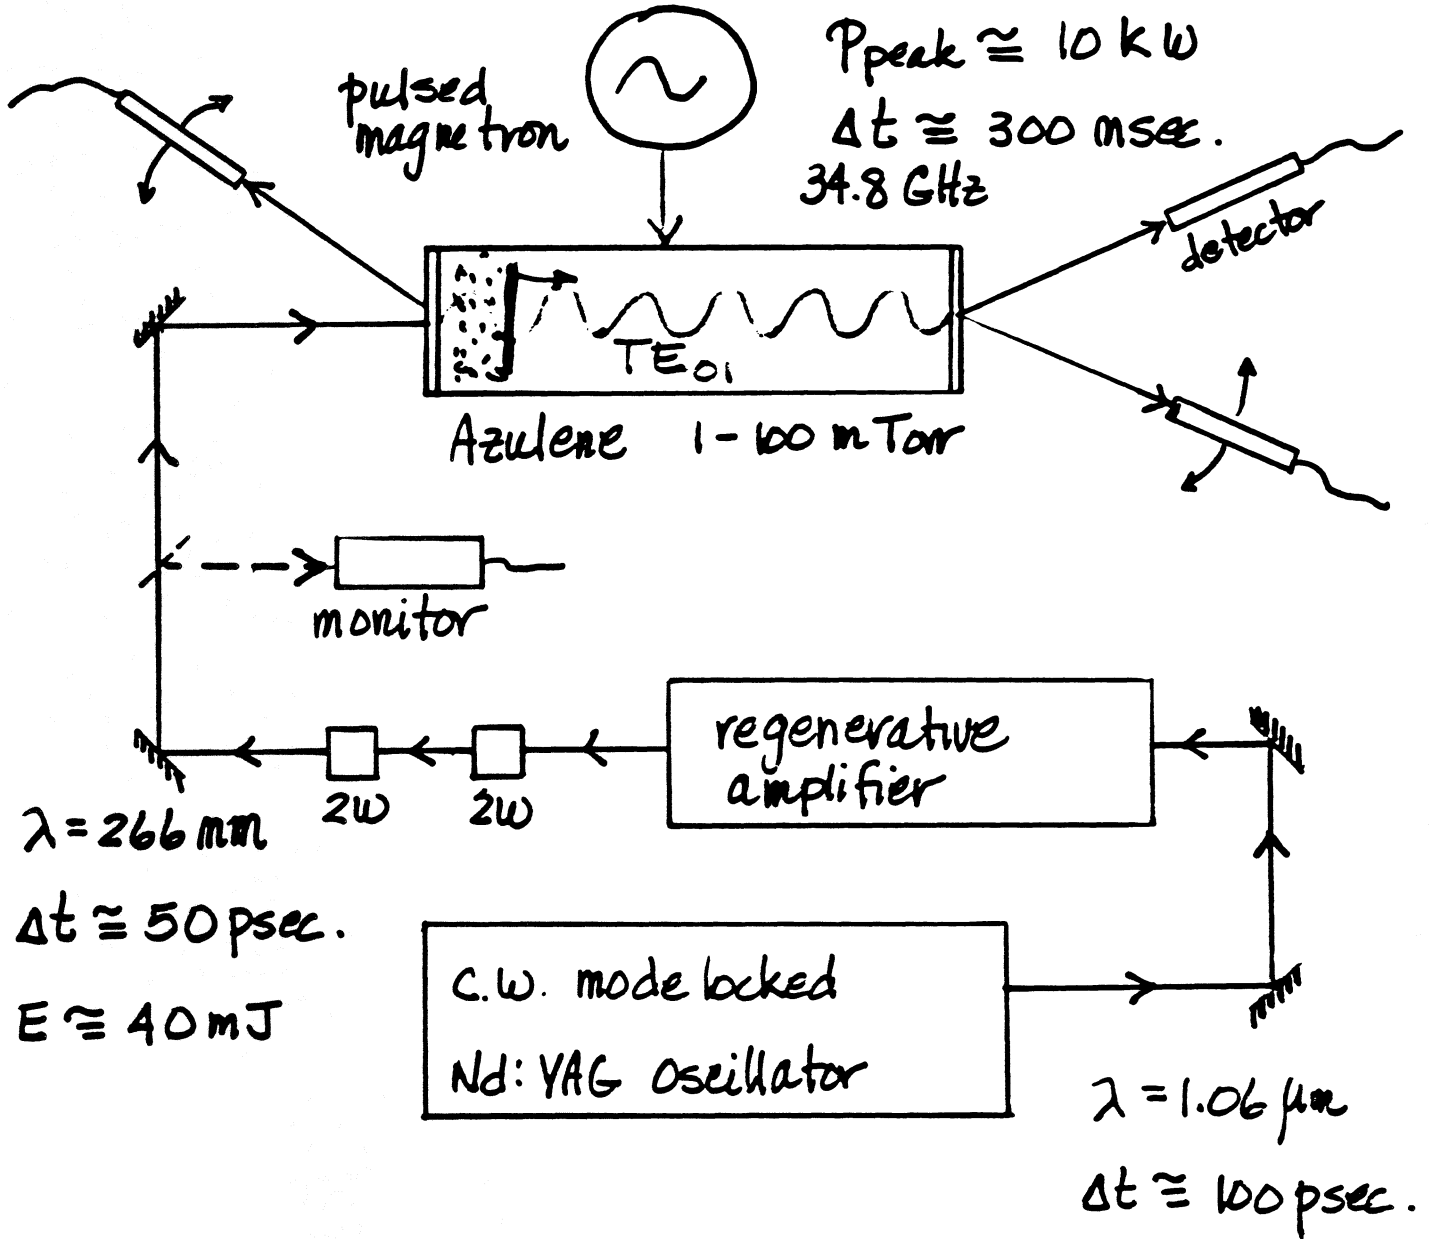 pulsed
magnetron
Ppeak ≅ 10 kW
Δt ≅ 300 nsec.
34.8 GHz
detector
TE01
Azulene 1-100 mTorr
monitor
regenerative
amplifier
2ω
2ω
λ = 266 nm
Δt ≅ 50 psec.
E ≅ 40 mJ
C.W. mode locked
Nd: YAG Oscillator
λ = 1.06 μm
Δt ≅ 100 psec.